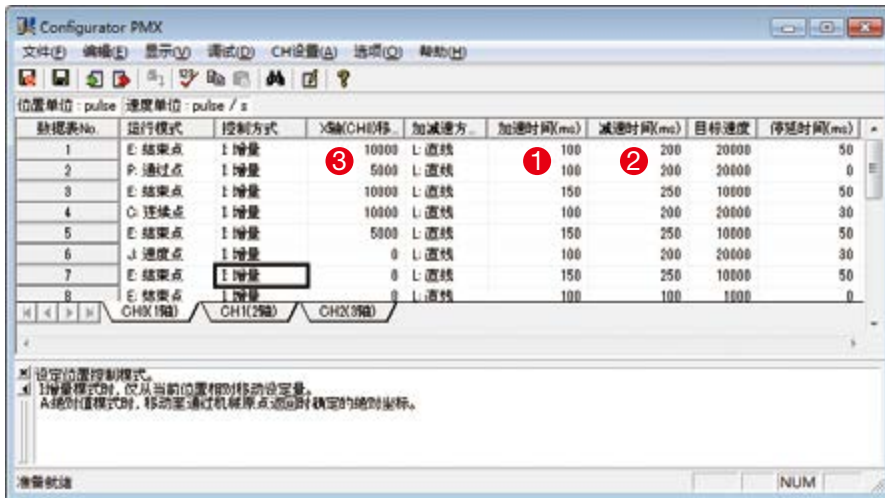 Configurator PMX
文件(F) 编辑(E) 显示(V) 调试(D) CH设置(A) 选项(O) 帮助(H)
位置单位 : pulse 速度单位 : pulse / s
数据表No. 运行模式 控制方式 X轴(CH0)移... 加减速方... 加速时间(ms) 减速时间(ms) 目标速度 停延时间(ms)
1 E: 结束点 I:增量 ③ 10000 L: 直线 ① 100 ② 200 20000 50
2 P: 通过点 I:增量 5000 L: 直线 100 200 20000 0
3 E: 结束点 I:增量 10000 L: 直线 150 250 10000 50
4 C: 连续点 I:增量 10000 L: 直线 100 200 20000 30
5 E: 结束点 I:增量 5000 L: 直线 150 250 10000 50
6 J: 速度点 I:增量 0 L: 直线 100 200 20000 30
7 E: 结束点 I:增量 0 L: 直线 150 250 10000 50
8 E: 结束点 I:增量 0 L: 直线 100 100 1000 0
CH0(1轴) CH1(2轴) CH2(3轴)
设定位置控制模式。
I增量模式时, 仅从当前位置相对移动设定量。
A:绝对值模式时, 移动至通过机械原点返回时确定的绝对坐标。
准备就绪 NUM